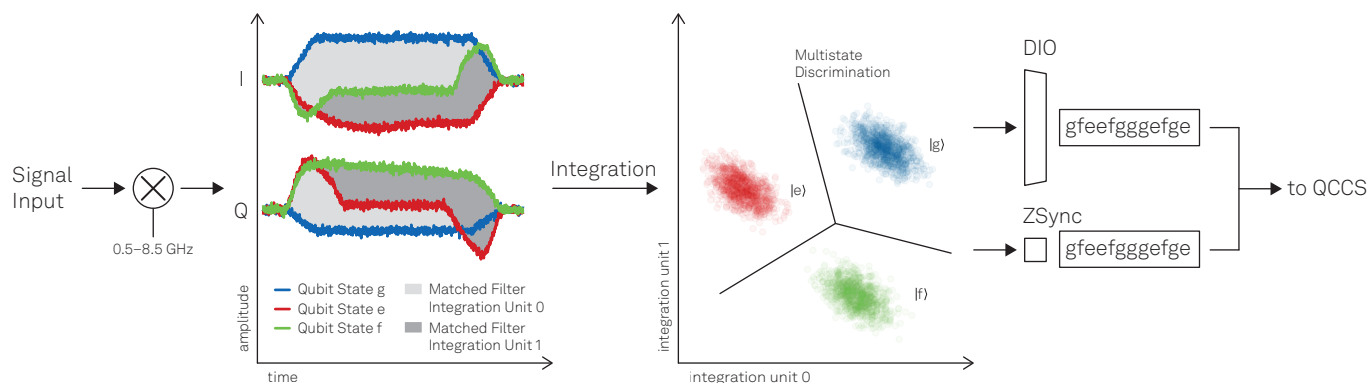 Signal
Input
0.5–8.5 GHz
I
Q
amplitude
time
Qubit State g
Qubit State e
Qubit State f
Matched Filter
Integration Unit 0
Matched Filter
Integration Unit 1
Integration
integration unit 1
integration unit 0
Multistate
Discrimination
|g⟩
|e⟩
|f⟩
DIO
gfeefgggefge
ZSync
gfeefgggefge
to QCCS